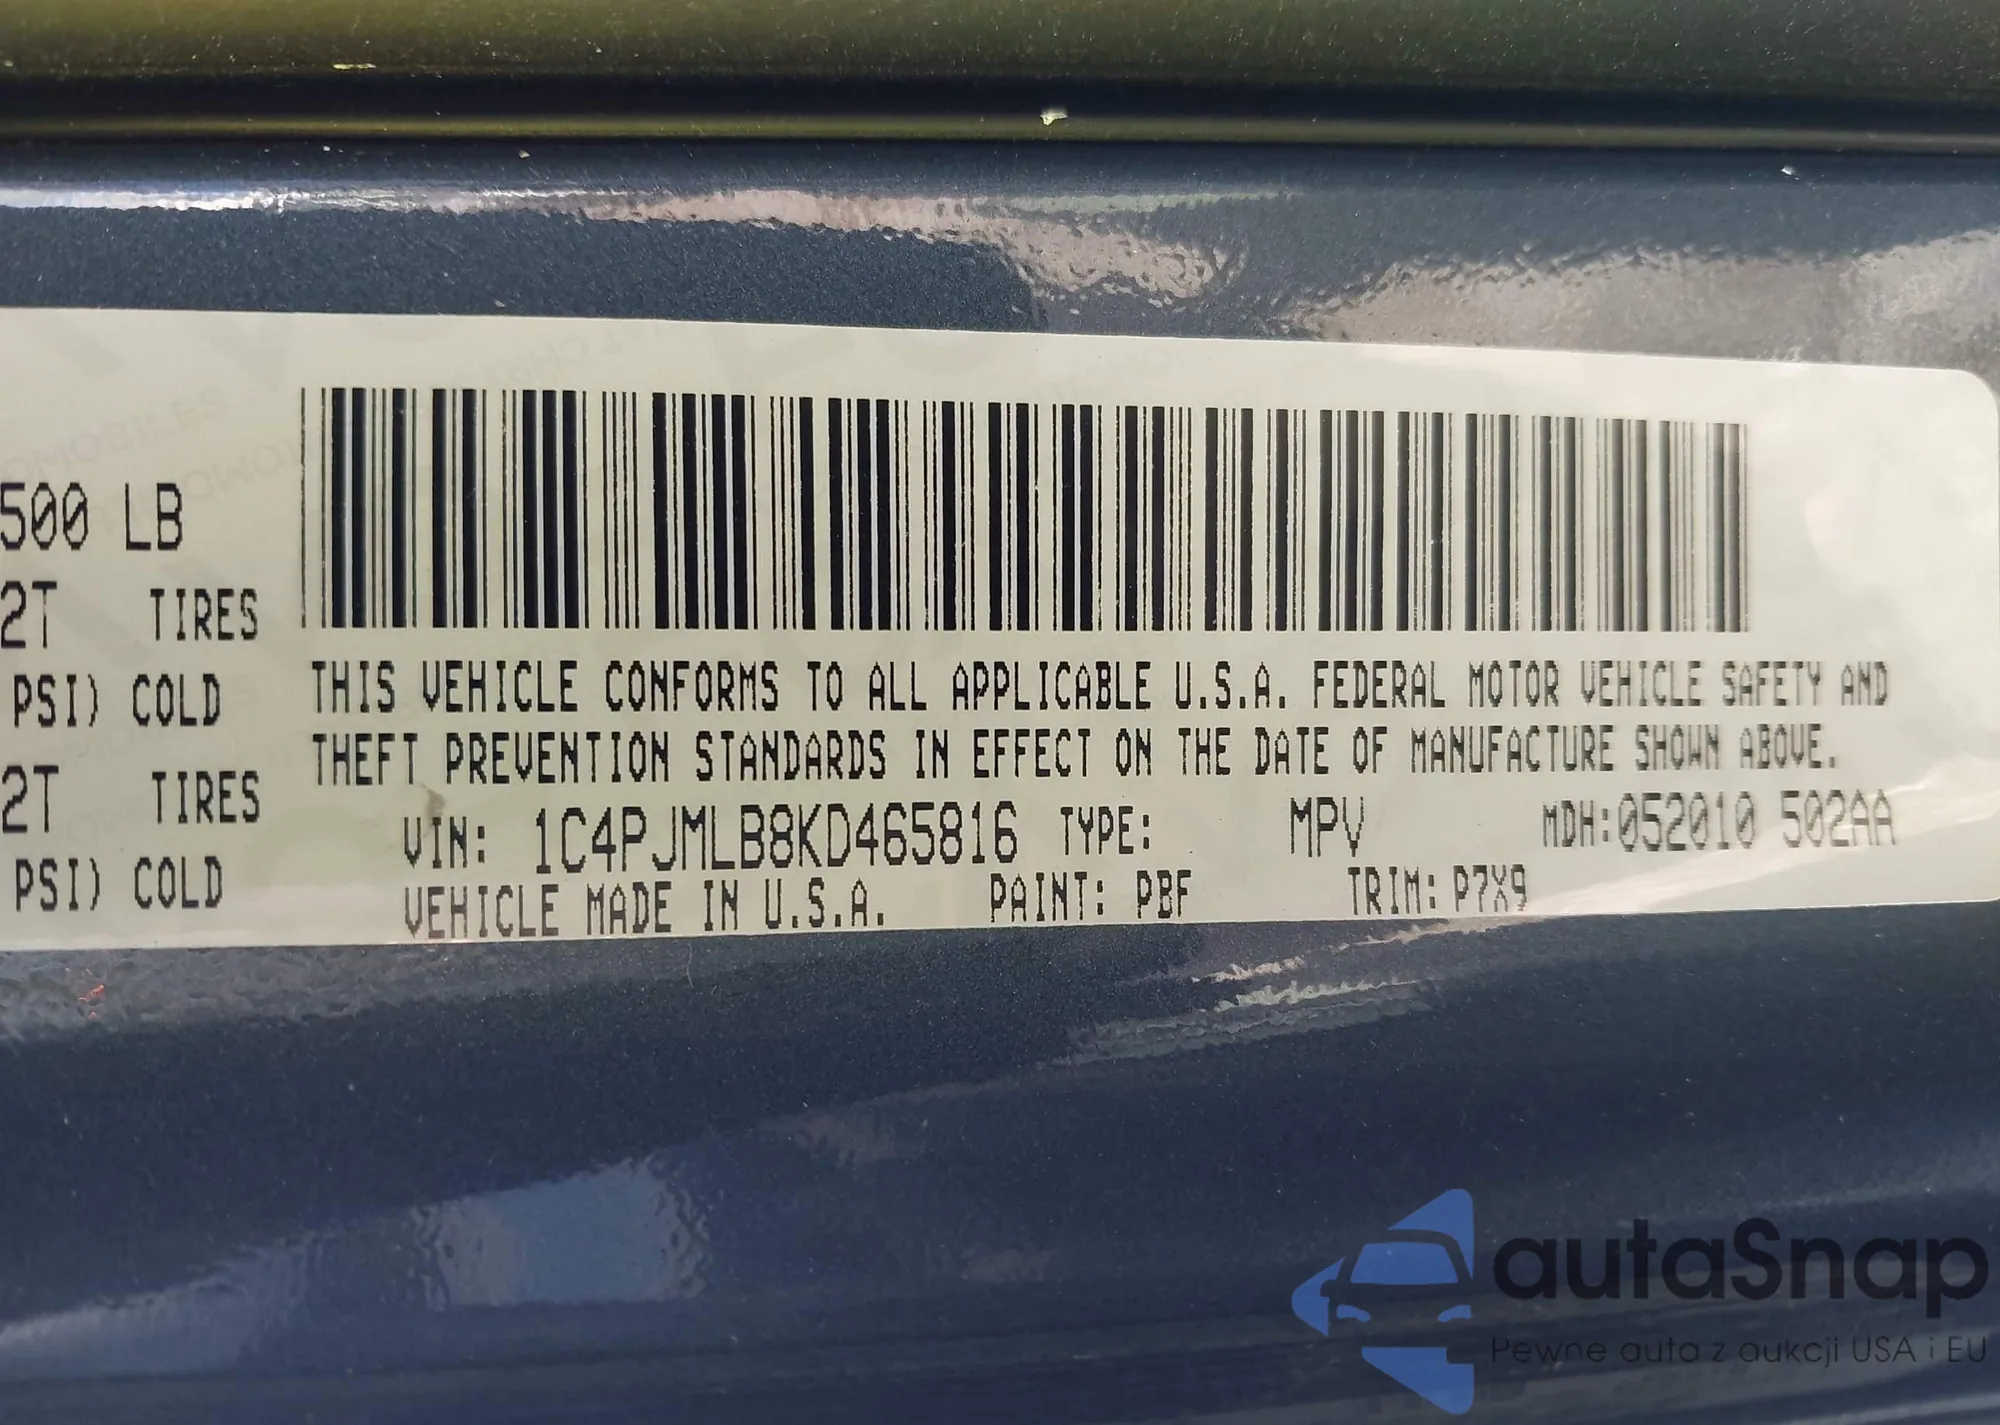 500 LB
2T TIRES
PSI) COLD
2T TIRES
PSI) COLD
THIS VEHICLE CONFORMS TO ALL APPLICABLE U.S.A. FEDERAL MOTOR VEHICLE SAFETY AND
THEFT PREVENTION STANDARDS IN EFFECT ON THE DATE OF MANUFACTURE SHOWN ABOVE.
VIN: 1C4PJMLB8KD465816 TYPE: MPV MDH:052010 502AA
VEHICLE MADE IN U.S.A. PAINT: PBF TRIM: P7X9
autaSnap
Pewne auta z aukcji USA i EU